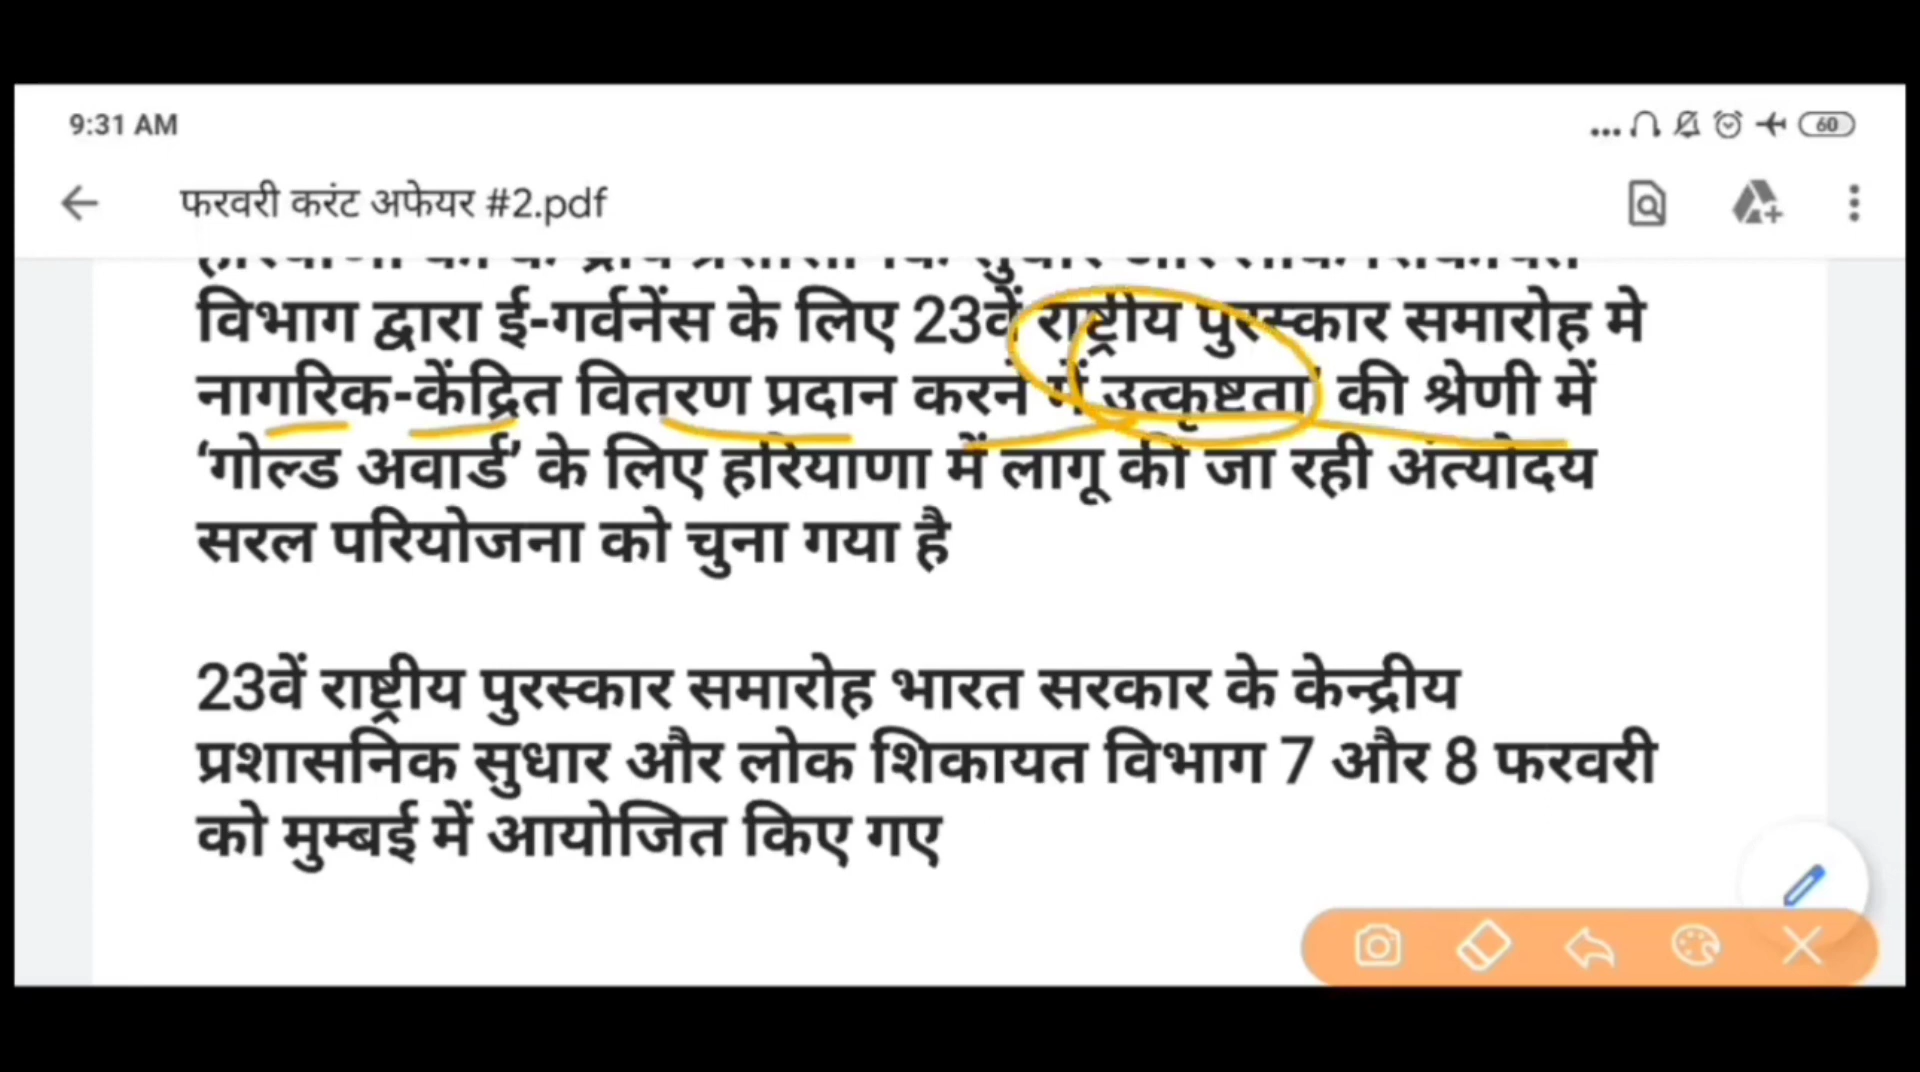 9:31 AM
60
फरवरी करंट अफेयर #2.pdf
विभाग द्वारा ई-गर्वनेंस के लिए 23वें राष्ट्रीय पुरस्कार समारोह मे
नागरिक-केंद्रित वितरण प्रदान करने में उत्कृष्टता' की श्रेणी में
‘गोल्ड अवार्ड’ के लिए हरियाणा में लागू की जा रही अंत्योदय
सरल परियोजना को चुना गया है
23वें राष्ट्रीय पुरस्कार समारोह भारत सरकार के केन्द्रीय
प्रशासनिक सुधार और लोक शिकायत विभाग 7 और 8 फरवरी
को मुम्बई में आयोजित किए गए